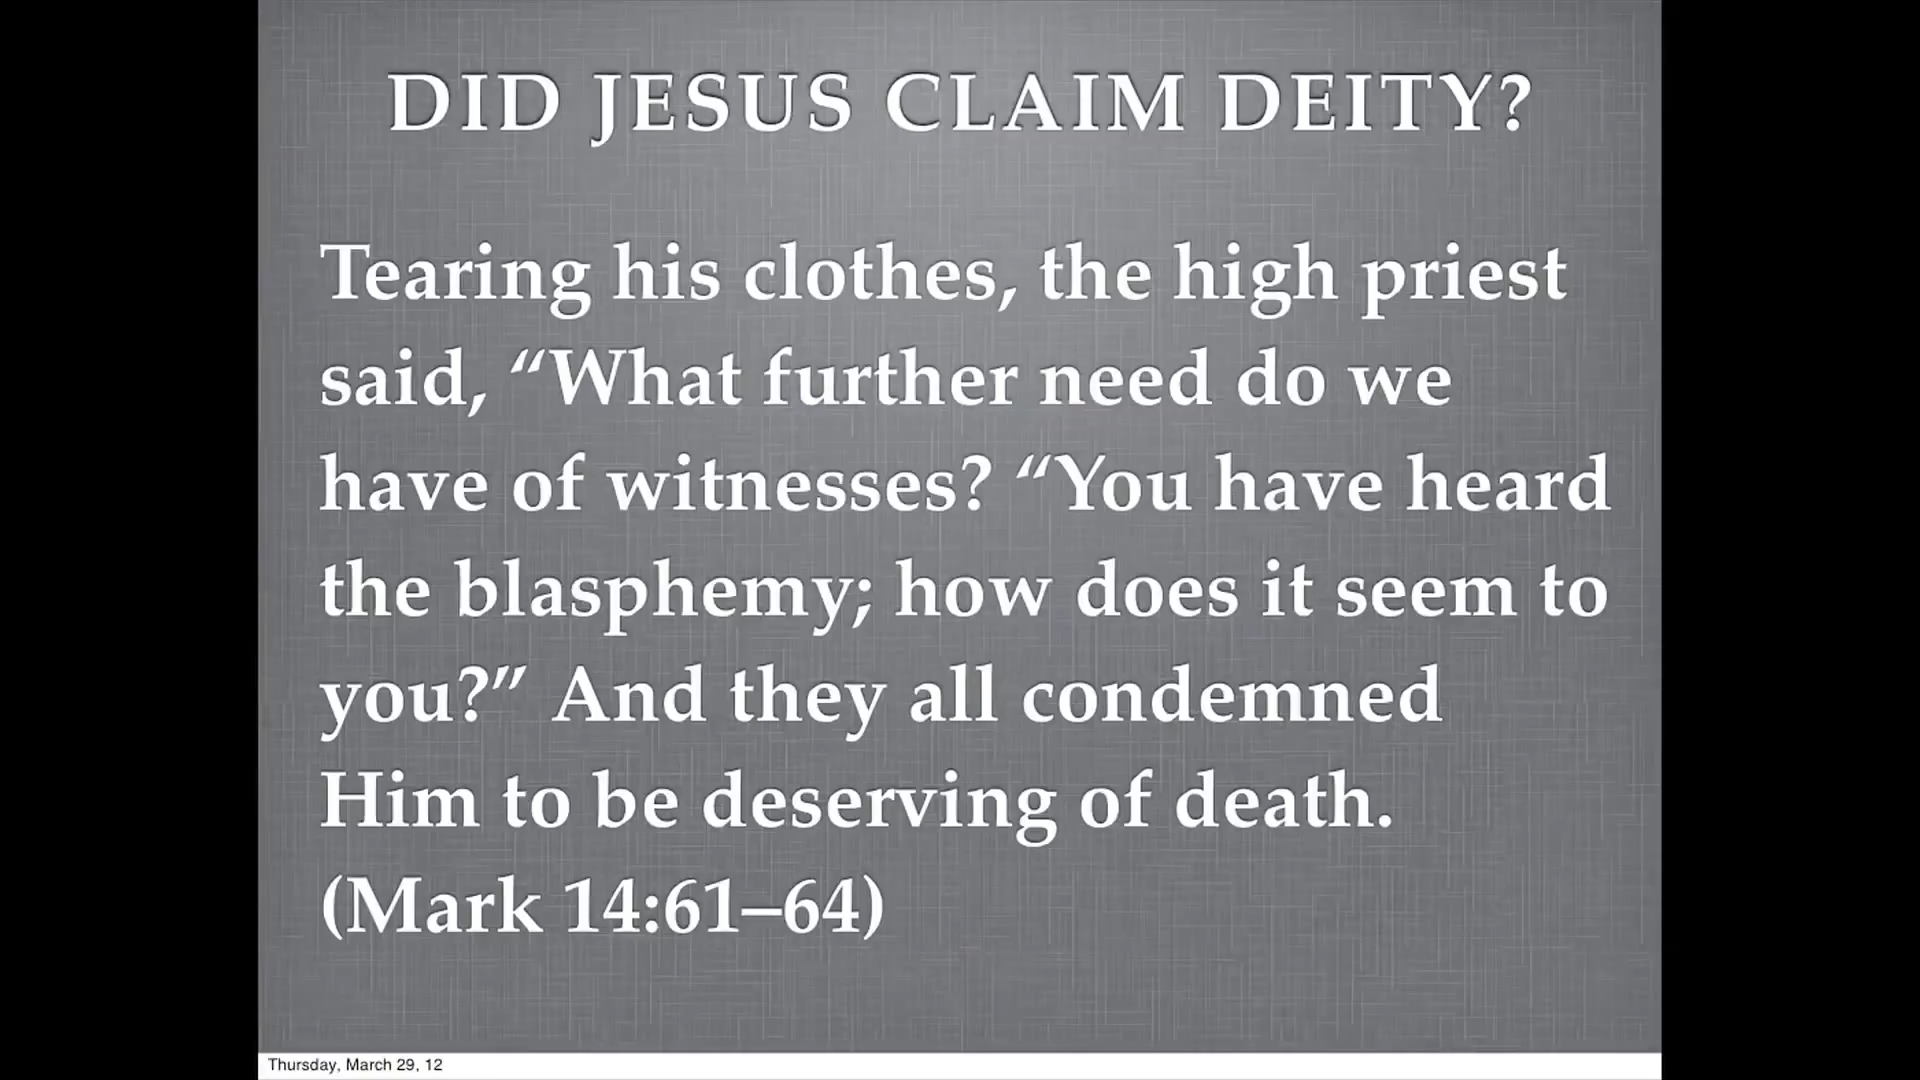 DID JESUS CLAIM DEITY?
Tearing his clothes, the high priest
said, “What further need do we
have of witnesses? “You have heard
the blasphemy; how does it seem to
you?” And they all condemned
Him to be deserving of death.
(Mark 14:61–64)
Thursday, March 29, 12